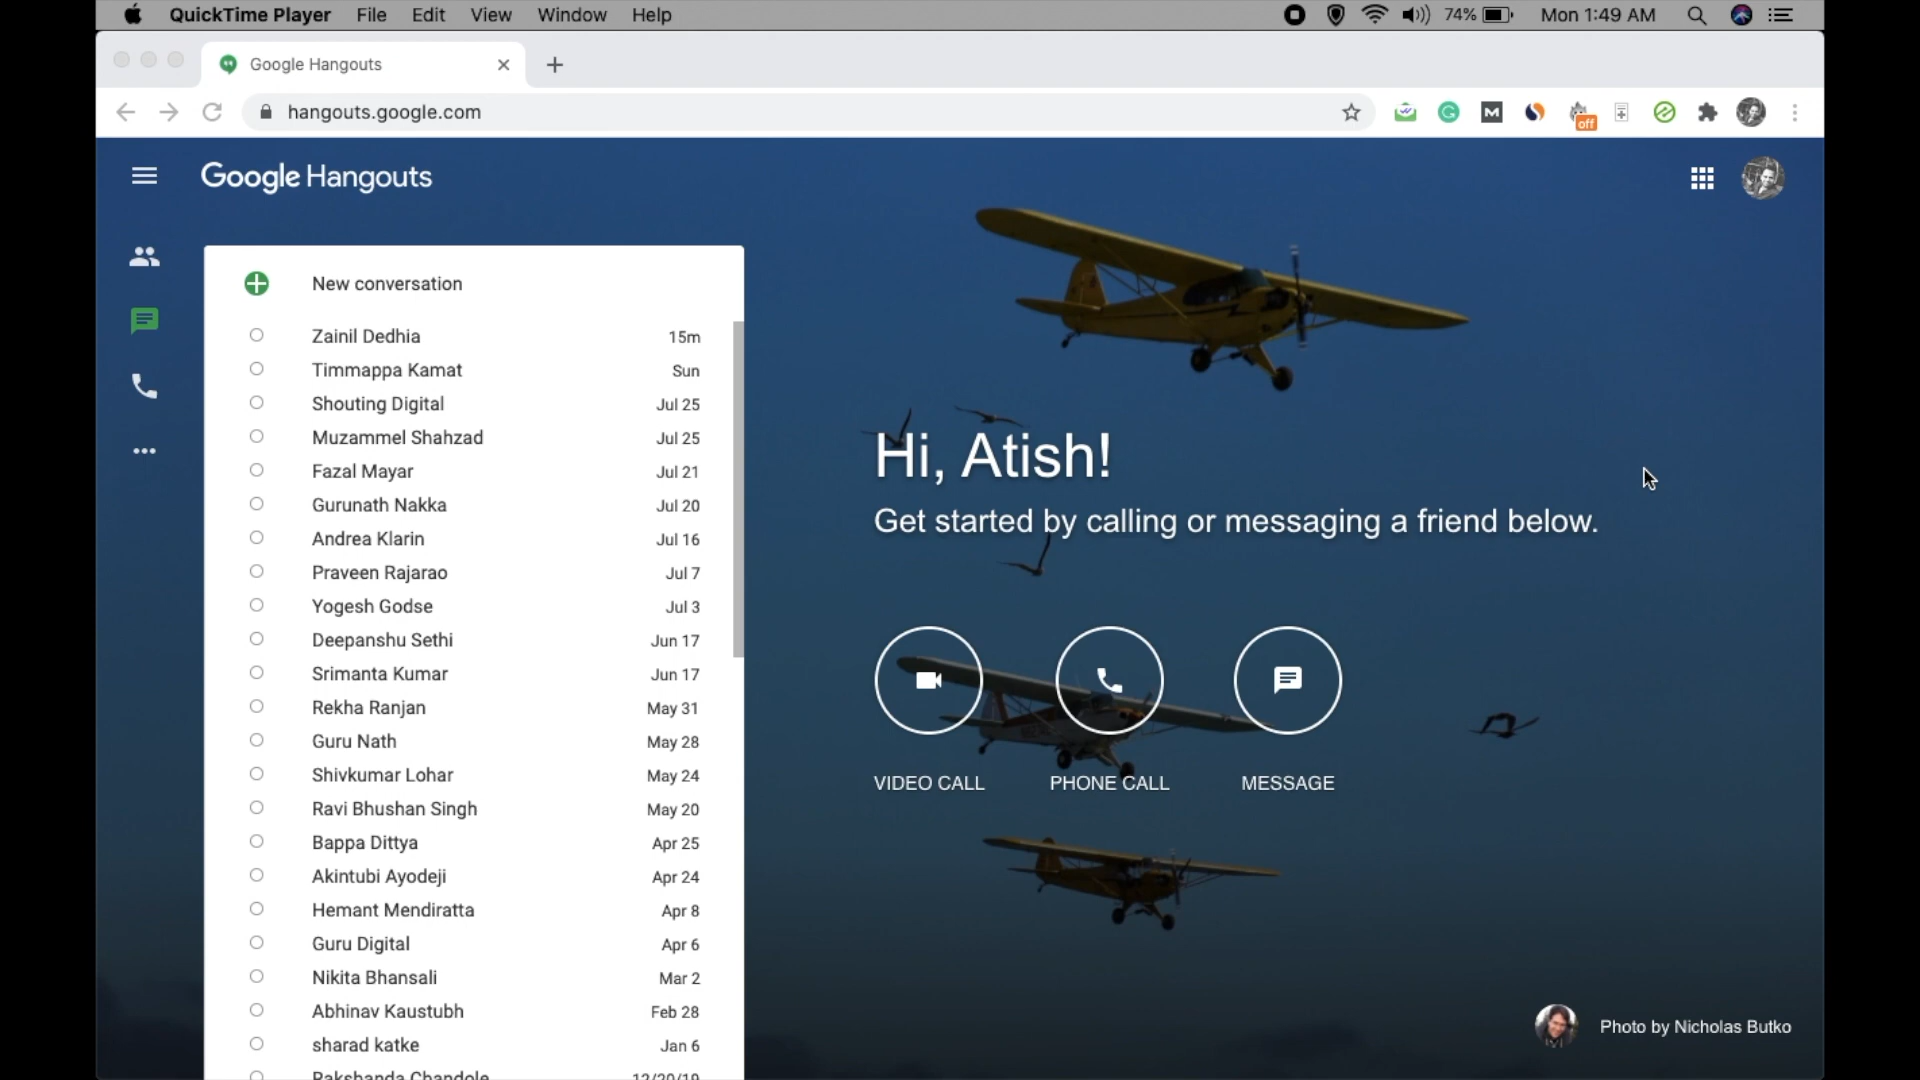 QuickTime Player File Edit View Window Help 74% Mon 1:49 AM
Google Hangouts
hangouts.google.com
off
Google Hangouts
New conversation
Zainil Dedhia 15m
Timmappa Kamat Sun
Shouting Digital Jul 25
Muzammel Shahzad Jul 25
Fazal Mayar Jul 21
Gurunath Nakka Jul 20
Andrea Klarin Jul 16
Praveen Rajarao Jul 7
Yogesh Godse Jul 3
Deepanshu Sethi Jun 17
Srimanta Kumar Jun 17
Rekha Ranjan May 31
Guru Nath May 28
Shivkumar Lohar May 24
Ravi Bhushan Singh May 20
Bappa Dittya Apr 25
Akintubi Ayodeji Apr 24
Hemant Mendiratta Apr 8
Guru Digital Apr 6
Nikita Bhansali Mar 2
Abhinav Kaustubh Feb 28
sharad katke Jan 6
Rakshanda Chandole 12/20/19
Hi, Atish!
Get started by calling or messaging a friend below.
VIDEO CALL PHONE CALL MESSAGE
Photo by Nicholas Butko